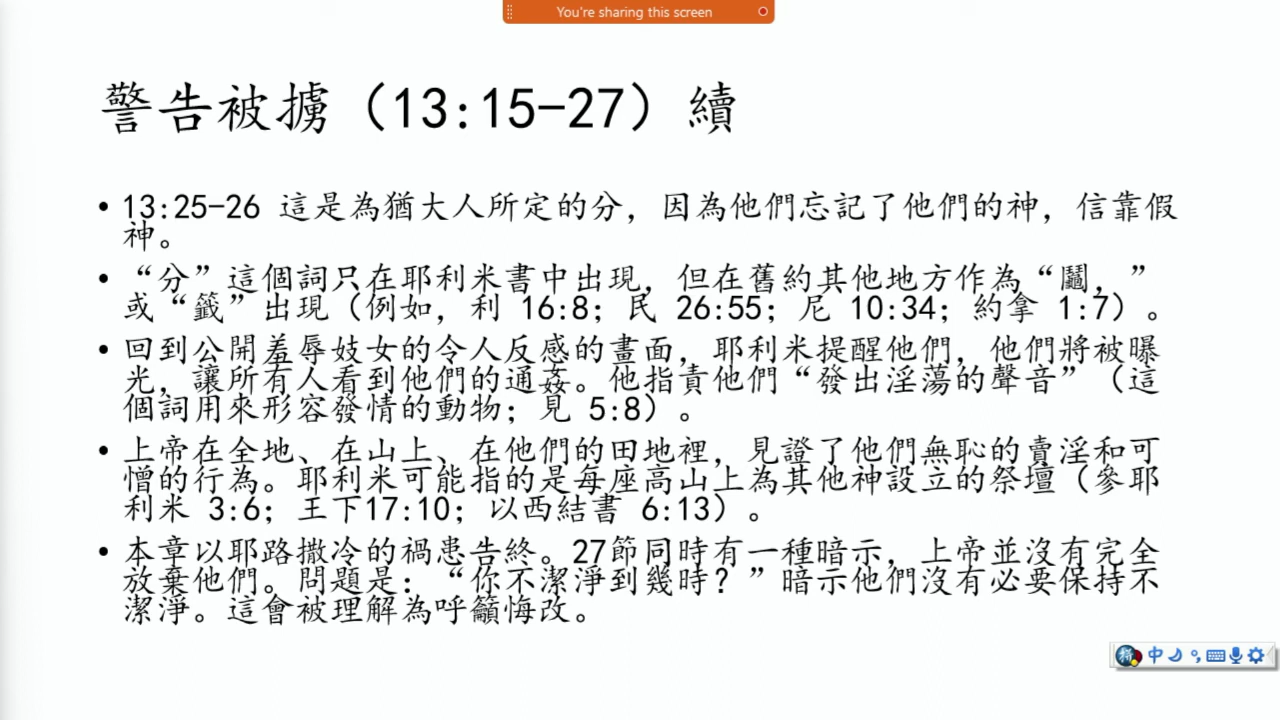 You're sharing this screen
警告被擄（13:15-27）續
• 13:25-26 這是為猶大人所定的分，因為他們忘記了他們的神，信靠假
神。
• “分”這個詞只在耶利米書中出現，但在舊約其他地方作為“鬮，”
或“籤”出現（例如，利 16:8；民 26:55；尼 10:34；約拿 1:7）。
• 回到公開羞辱妓女的令人反感的畫面，耶利米提醒他們，他們將被曝
光，讓所有人看到他們的通姦。他指責他們“發出淫蕩的聲音”（這
個詞用來形容發情的動物；見 5:8）。
• 上帝在全地、在山上、在他們的田地裡，見證了他們無恥的賣淫和可
憎的行為。耶利米可能指的是每座高山上為其他神設立的祭壇（參耶
利米 3:6；王下17:10；以西結書 6:13）。
• 本章以耶路撒冷的禍患告終。27節同時有一種暗示，上帝並沒有完全
放棄他們。問題是：“你不潔淨到幾時？”暗示他們沒有必要保持不
潔淨。這會被理解為呼籲悔改。
中